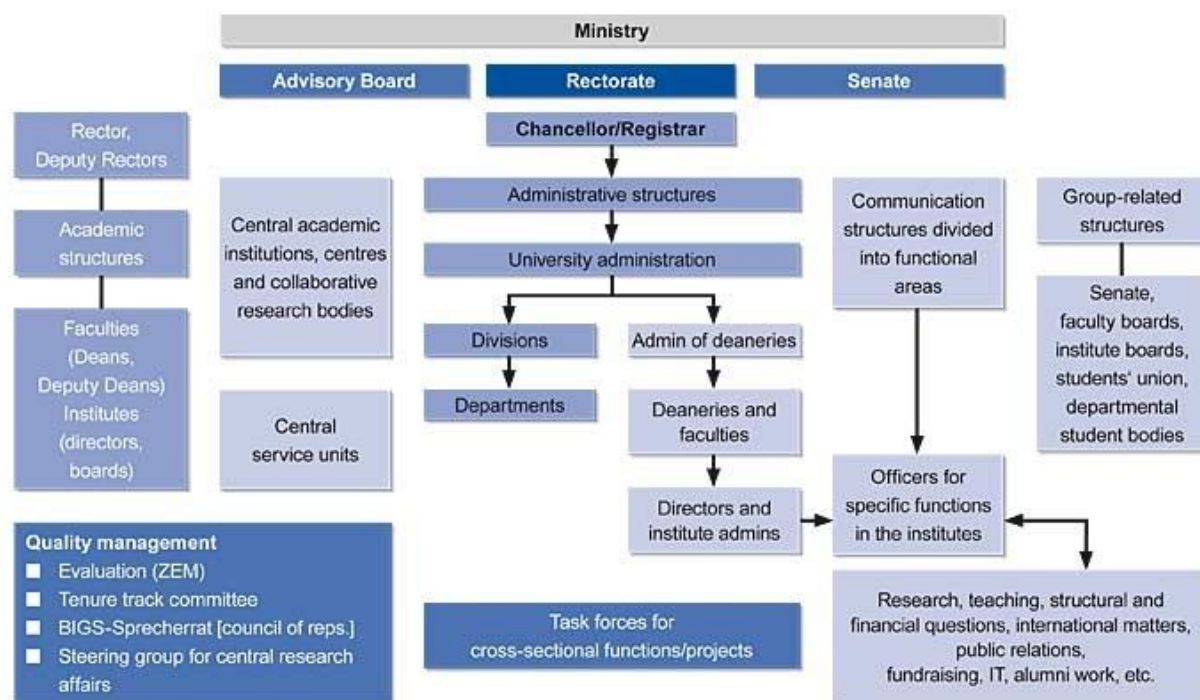 Ministry
Advisory Board
Rectorate
Senate
Chancellor/Registrar
Rector,
Deputy Rectors
Academic
structures
Faculties
(Deans,
Deputy Deans)
Institutes
(directors,
boards)
Central academic
institutions, centres
and collaborative
research bodies
Central
service units
Administrative structures
University administration
Divisions
Departments
Admin of deaneries
Deaneries and
faculties
Directors and
institute admins
Communication
structures divided
into functional
areas
Officers for
specific functions
in the institutes
Group-related
structures
Senate,
faculty boards,
institute boards,
students‘ union,
departmental
student bodies
Quality management
Evaluation (ZEM)
Tenure track committee
BIGS-Sprecherrat [council of reps.]
Steering group for central research
affairs
Task forces for
cross-sectional functions/projects
Research, teaching, structural and
financial questions, international matters,
public relations,
fundraising, IT, alumni work, etc.